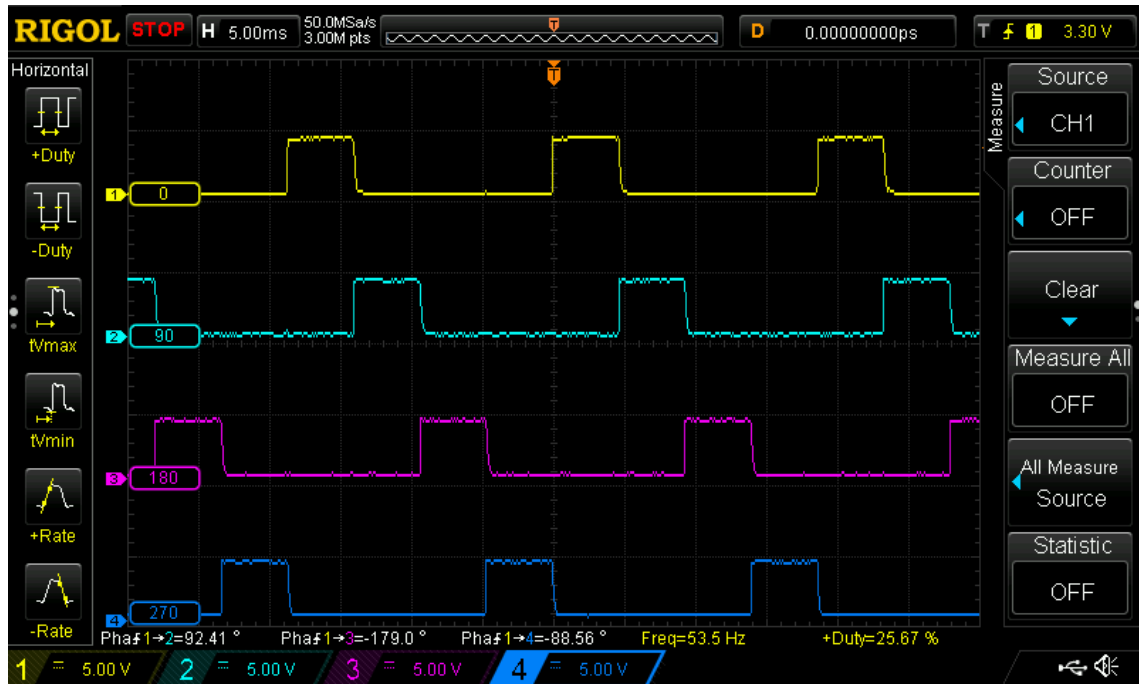 RIGOL STOP H 5.00ms 50.0MSa/s D 0.00000000ps T 1 3.30 V
3.00M pts
T
Horizontal
+Duty
-Duty
tVmax
tVmin
+Rate
-Rate
1 0
2 90
3 180
4 270
Measure
Source
CH1
Counter
OFF
Clear
Measure All
OFF
All Measure
Source
Statistic
OFF
Pha1→2=92.41 ° Pha1→3=-179.0 ° Pha1→4=-88.56 ° Freq=53.5 Hz +Duty=25.67 %
1 5.00 V 2 5.00 V 3 5.00 V 4 5.00 V